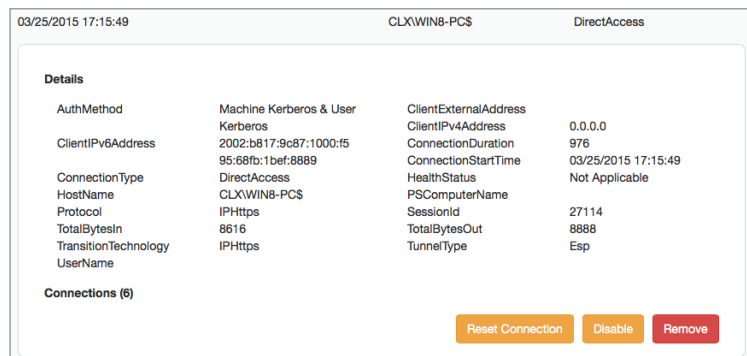 03/25/2015 17:15:49 CLX\WIN8-PC$ DirectAccess
Details
AuthMethod Machine Kerberos & User Kerberos
ClientIPv6Address 2002:b817:9c87:1000:f5
95:68fb:1bef:8889
ConnectionType DirectAccess
HostName CLX\WIN8-PC$
Protocol IPHttps
TotalBytesIn 8616
TransitionTechnology IPHttps
UserName
ClientExternalAddress
ClientIPv4Address 0.0.0.0
ConnectionDuration 976
ConnectionStartTime 03/25/2015 17:15:49
HealthStatus Not Applicable
PSComputerName
SessionId 27114
TotalBytesOut 8888
TunnelType Esp
Connections (6)
Reset Connection Disable Remove